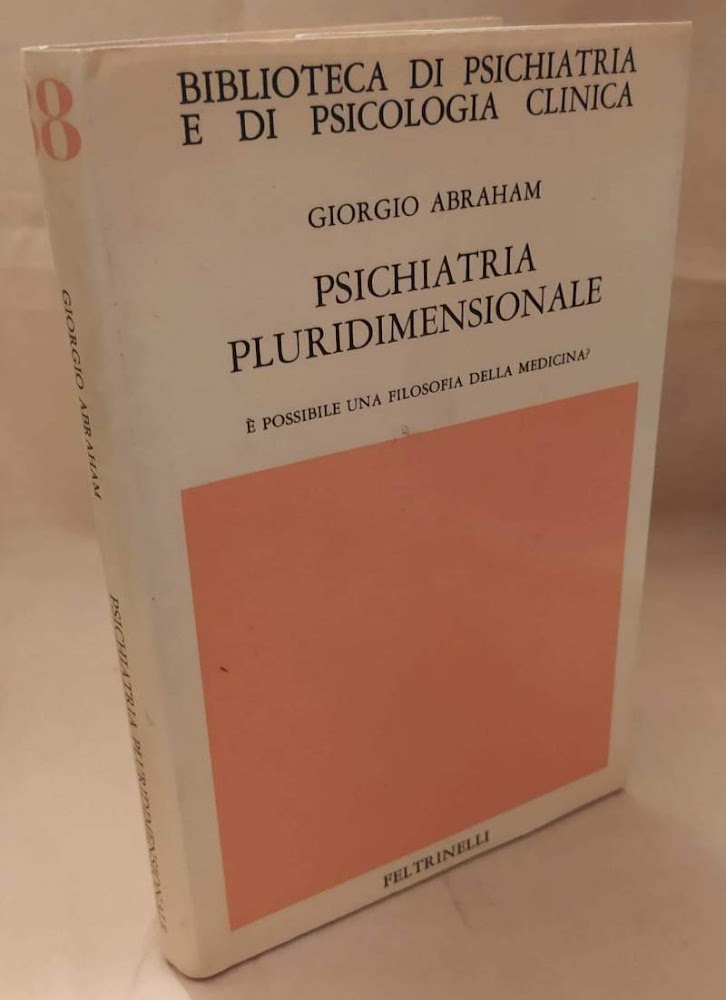 BIBLIOTECA DI PSICHIATRIA
E DI PSICOLOGIA CLINICA
GIORGIO ABRAHAM
PSICHIATRIA
PLURIDIMENSIONALE
È POSSIBILE UNA FILOSOFIA DELLA MEDICINA?
FELTRINELLI
GIORGIO ABRAHAM
PSICHIATRIA PLURIDIMENSIONALE